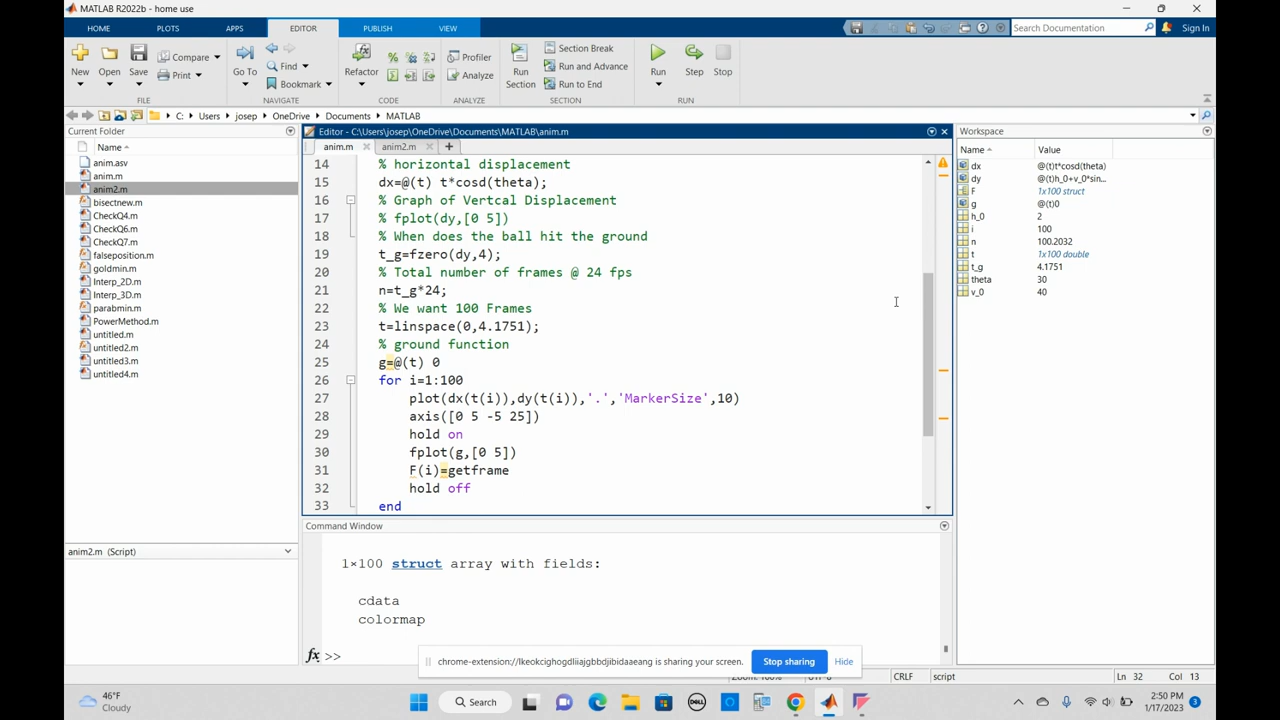 MATLAB R2022b - home use
HOME PLOTS APPS EDITOR PUBLISH VIEW
Search Documentation
Sign In
New Open Save
Compare
Print
Go To
Find
Bookmark
Refactor
Profiler
Analyze
Run Section
Section Break
Run and Advance
Run to End
Run Step Stop
FILE NAVIGATE CODE ANALYZE SECTION RUN
C: Users josep OneDrive Documents MATLAB
Current Folder
Name
anim.asv
anim.m
anim2.m
bisectnew.m
CheckQ4.m
CheckQ6.m
CheckQ7.m
falseposition.m
goldmin.m
Interp_2D.m
Interp_3D.m
parabmin.m
PowerMethod.m
untitled.m
untitled2.m
untitled3.m
untitled4.m
anim2.m (Script)
Editor - C:\Users\josep\OneDrive\Documents\MATLAB\anim.m
anim.m anim2.m
14 % horizontal displacement
15 dx=@(t) t*cosd(theta);
16 % Graph of Vertcal Displacement
17 % fplot(dy,[0 5])
18 % When does the ball hit the ground
19 t_g=fzero(dy,4);
20 % Total number of frames @ 24 fps
21 n=t_g*24;
22 % We want 100 Frames
23 t=linspace(0,4.1751);
24 % ground function
25 g=@(t) 0
26 for i=1:100
27 plot(dx(t(i)),dy(t(i)),'.','MarkerSize',10)
28 axis([0 5 -5 25])
29 hold on
30 fplot(g,[0 5])
31 F(i)=getframe
32 hold off
33 end
Command Window
1×100 struct array with fields:
cdata
colormap
fx >>
Workspace
Name Value
dx @(t)t*cosd(theta)
dy @(t)h_0+v_0*sin...
F 1x100 struct
g @(t)0
h_0 2
i 100
n 100.2032
t 1x100 double
t_g 4.1751
theta 30
v_0 40
chrome-extension://lkeokcighogdliiajgbbdjibidaaeang is sharing your screen.
Stop sharing
Hide
CRLF script Ln 32 Col 13
46°F
Cloudy
Search
DELL
2:50 PM
1/17/2023
3